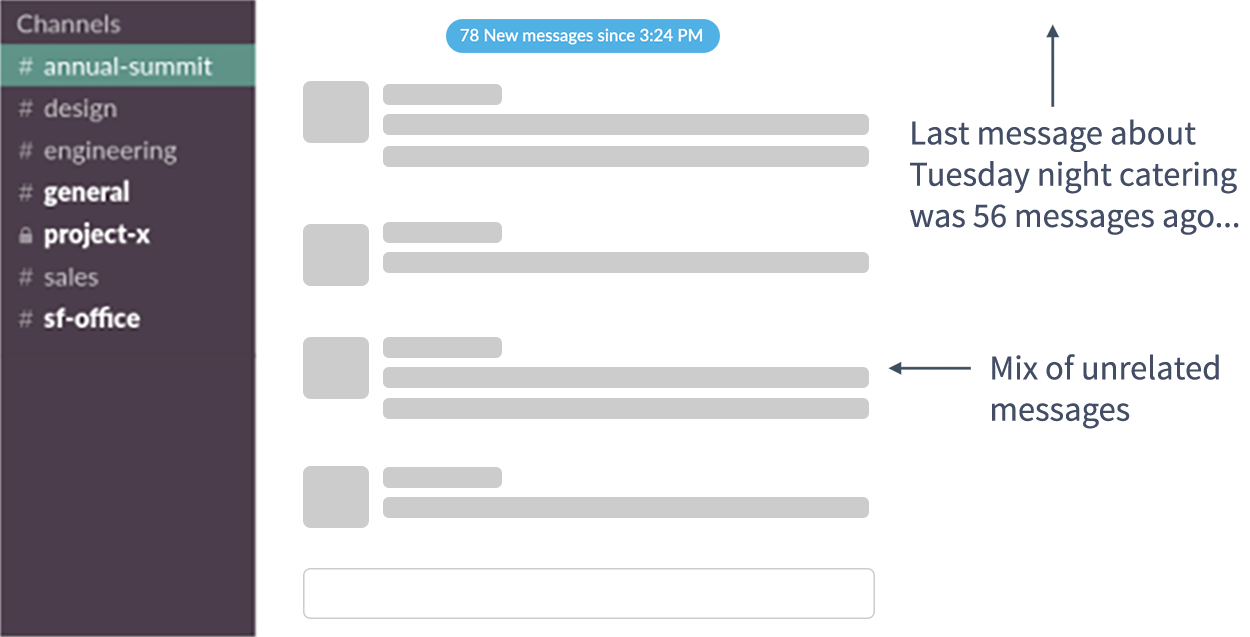 Channels
# annual-summit
# design
# engineering
# general
project-x
# sales
# sf-office
78 New messages since 3:24 PM
Last message about
Tuesday night catering
was 56 messages ago...
Mix of unrelated
messages